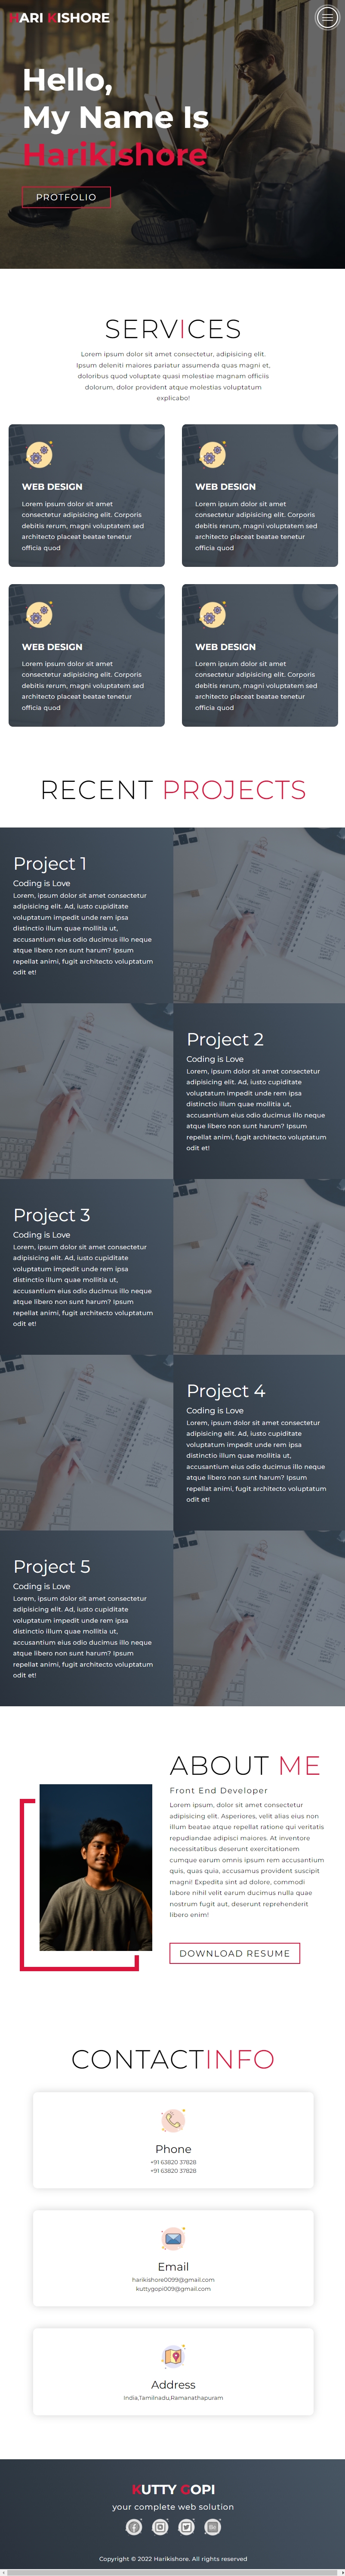 HARI KISHORE
Hello,
My Name Is
Harikishore
PROTFOLIO
SERVICES
Lorem ipsum dolor sit amet consectetur, adipisicing elit.
Ipsum deleniti maiores pariatur assumenda quas magni et,
doloribus quod voluptate quasi molestiae magnam officiis
dolorum, dolor provident atque molestias voluptatum
explicabo!
WEB DESIGN
Lorem ipsum dolor sit amet
consectetur adipisicing elit. Corporis
debitis rerum, magni voluptatem sed
architecto placeat beatae tenetur
officia quod
WEB DESIGN
Lorem ipsum dolor sit amet
consectetur adipisicing elit. Corporis
debitis rerum, magni voluptatum sed
architecto placeat beatae tenetur
officia quod
WEB DESIGN
Lorem ipsum dolor sit amet
consectetur adipisicing elit. Corporis
debitis rerum, magni voluptatem sed
architecto placeat beatae tenetur
officia quod
WEB DESIGN
Lorem ipsum dolor sit amet
consectetur adipisicing elit. Corporis
debitis rerum, magni voluptatum sed
architecto placeat beatae tenetur
officia quod
RECENT PROJECTS
Project 1
Coding is Love
Lorem, ipsum dolor sit amet consectetur
adipisicing elit. Ad, iusto cupiditate
voluptatum impedit unde rem ipsa
distinctio illum quae mollitia ut,
accusantium eius odio ducimus illo neque
atque libero non sunt harum? Ipsum
repellat animi, fugit architecto voluptatum
odit et!
Project 2
Coding is Love
Lorem, ipsum dolor sit amet consectetur
adipisicing elit. Ad, iusto cupiditate
voluptatum impedit unde rem ipsa
distinctio illum quae mollitia ut,
accusantium eius odio ducimus illo neque
atque libero non sunt harum? Ipsum
repellat animi, fugit architecto voluptatum
odit et!
Project 3
Coding is Love
Lorem, ipsum dolor sit amet consectetur
adipisicing elit. Ad, iusto cupiditate
voluptatum impedit unde rem ipsa
distinctio illum quae mollitia ut,
accusantium eius odio ducimus illo neque
atque libero non sunt harum? Ipsum
repellat animi, fugit architecto voluptatum
odit et!
Project 4
Coding is Love
Lorem, ipsum dolor sit amet consectetur
adipisicing elit. Ad, iusto cupiditate
voluptatum impedit unde rem ipsa
distinctio illum quae mollitia ut,
accusantium eius odio ducimus illo neque
atque libero non sunt harum? Ipsum
repellat animi, fugit architecto voluptatum
odit et!
Project 5
Coding is Love
Lorem, ipsum dolor sit amet consectetur
adipisicing elit. Ad, iusto cupiditate
voluptatum impedit unde rem ipsa
distinctio illum quae mollitia ut,
accusantium eius odio ducimus illo neque
atque libero non sunt harum? Ipsum
repellat animi, fugit architecto voluptatum
odit et!
ABOUT ME
Front End Developer
Lorem ipsum, dolor sit amet consectetur
adipisicing elit. Asperiores, velit alias eius non
illum beatae atque repellat ratione qui veritatis
repudiandae adipisci maiores. At inventore
necessitatibus deserunt exercitationem
cumque earum omnis ipsum rem accusantium
quis, quas quia, accusamus provident suscipit
magni! Expedita sint ad dolore, commodi
labore nihil velit earum ducimus nulla quae
nostrum fugit aut, deserunt reprehenderit
libero enim!
DOWNLOAD RESUME
CONTACTINFO
Phone
+91 63820 37828
+91 63820 37828
Email
harikishore0099@gmail.com
kuttygopi009@gmail.com
Address
India,Tamilnadu,Ramanathapuram
KUTTY GOPI
your complete web solution
Copyright © 2022 Harikishore. All rights reserved